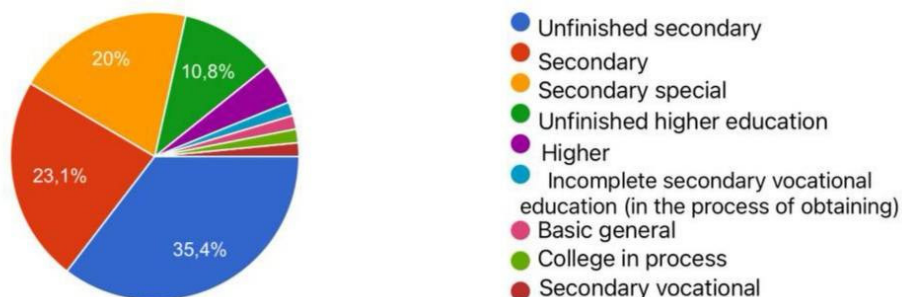 20%
10,8%
23,1%
35,4%
Unfinished secondary
Secondary
Secondary special
Unfinished higher education
Higher
Incomplete secondary vocational
education (in the process of obtaining)
Basic general
College in process
Secondary vocational